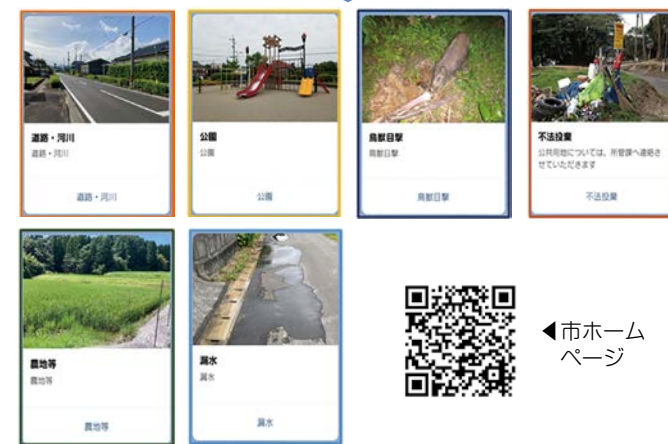 道路・河川
道路・河川
道路・河川
公園
公園
公園
鳥獣目撃
鳥獣目撃
鳥獣目撃
不法投棄
公共用地については、所管課へ連絡さ
せていただきます
不法投棄
農地等
農地等
農地等
漏水
漏水
漏水
◀市ホーム
ページ